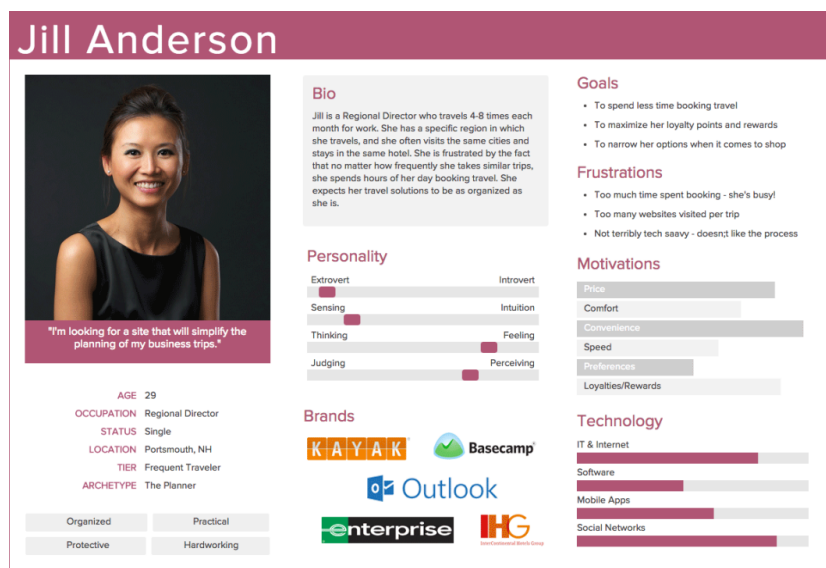 Jill Anderson
"I'm looking for a site that will simplify the
planning of my business trips."
AGE 29
OCCUPATION Regional Director
STATUS Single
LOCATION Portsmouth, NH
TIER Frequent Traveler
ARCHETYPE The Planner
Organized Practical
Protective Hardworking
Bio
Jill is a Regional Director who travels 4-8 times each
month for work. She has a specific region in which
she travels, and she often visits the same cities and
stays in the same hotel. She is frustrated by the fact
that no matter how frequently she takes similar trips,
she spends hours of her day booking travel. She
expects her travel solutions to be as organized as
she is.
Personality
Extrovert Introvert
Sensing Intuition
Thinking Feeling
Judging Perceiving
Brands
KAYAK Basecamp®
Outlook
enterprise IHG
InterContinental Hotels Group
Goals
• To spend less time booking travel
• To maximize her loyalty points and rewards
• To narrow her options when it comes to shop
Frustrations
• Too much time spent booking - she's busy!
• Too many websites visited per trip
• Not terribly tech saavy - doesn;t like the process
Motivations
Price
Comfort
Convenience
Speed
Preferences
Loyalties/Rewards
Technology
IT & Internet
Software
Mobile Apps
Social Networks